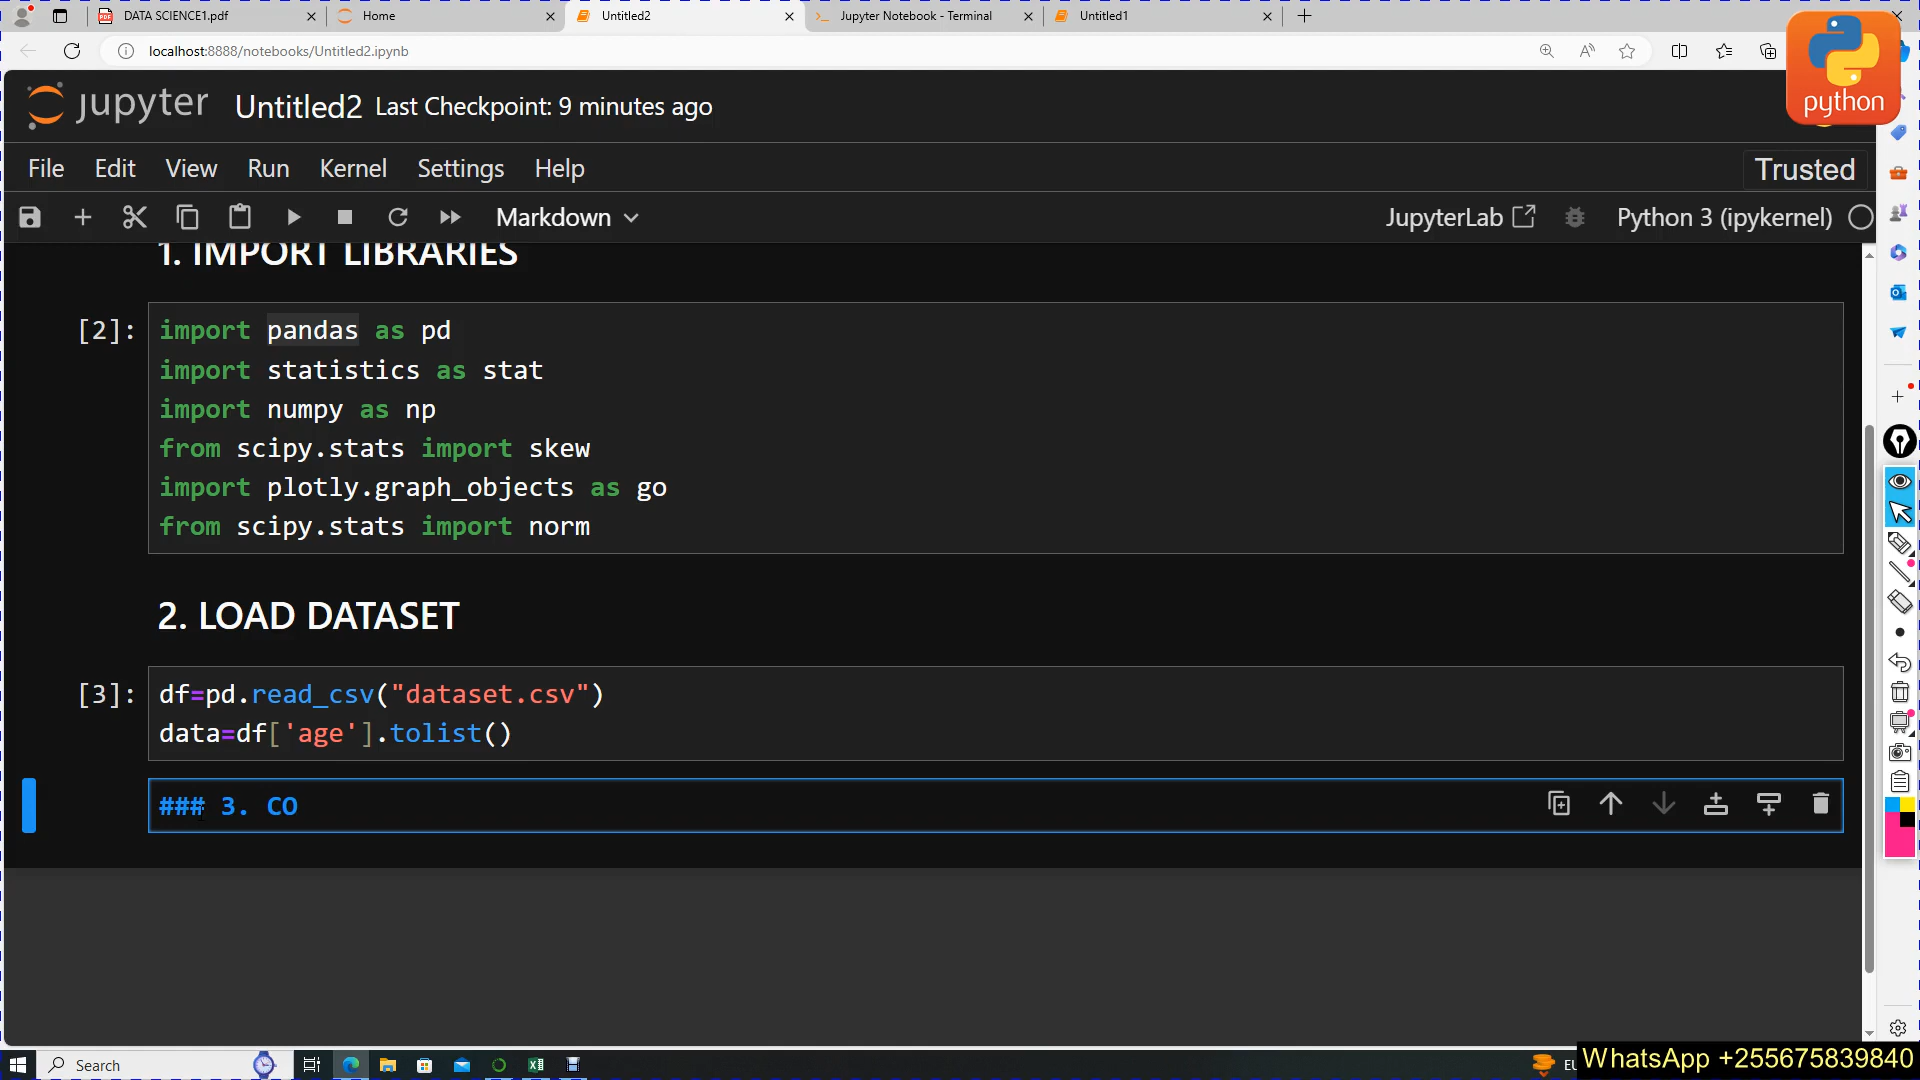 DATA SCIENCE1.pdf
Home
Untitled2
Jupyter Notebook - Terminal
Untitled1
localhost:8888/notebooks/Untitled2.ipynb
python
jupyter Untitled2 Last Checkpoint: 9 minutes ago
File Edit View Run Kernel Settings Help
Trusted
Markdown
JupyterLab
Python 3 (ipykernel)
1. IMPORT LIBRARIES
[2]:
import pandas as pd
import statistics as stat
import numpy as np
from scipy.stats import skew
import plotly.graph_objects as go
from scipy.stats import norm
2. LOAD DATASET
[3]:
df=pd.read_csv("dataset.csv")
data=df['age'].tolist()
### 3. CO
Search
WhatsApp +255675839840